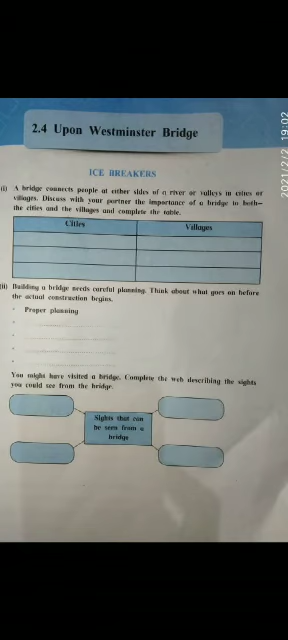 2.4 Upon Westminster Bridge
ICE BREAKERS
(i) A bridge connects people at either sides of a river or valleys in cities or
villages. Discuss with your partner the importance of a bridge to both–
the cities and the villages and complete the table.
Cities Villages
(ii) Building a bridge needs careful planning. Think about what goes on before
the actual construction begins.
• Proper planning
You might have visited a bridge. Complete the web describing the sights
you could see from the bridge.
Sights that can
be seen from a
bridge
2021/2/2 19:02